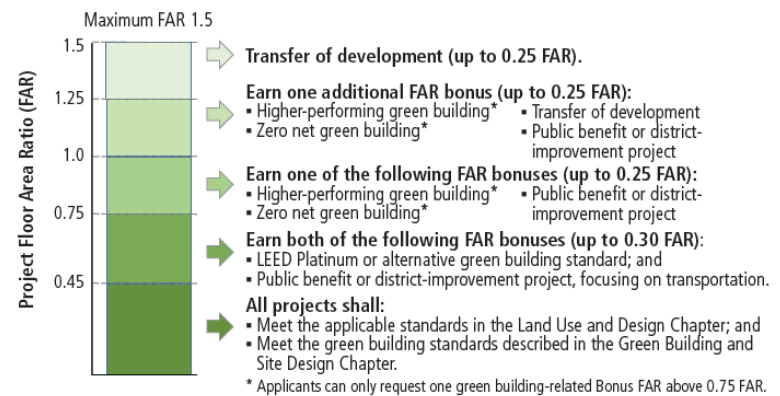 Maximum FAR 1.5
Project Floor Area Ratio (FAR)
1.5
1.25
1.0
0.75
0.45
Transfer of development (up to 0.25 FAR).
Earn one additional FAR bonus (up to 0.25 FAR):
▪ Higher-performing green building*
▪ Zero net green building*
▪ Transfer of development
▪ Public benefit or district-
improvement project
Earn one of the following FAR bonuses (up to 0.25 FAR):
▪ Higher-performing green building*
▪ Zero net green building*
▪ Public benefit or district-
improvement project
Earn both of the following FAR bonuses (up to 0.30 FAR):
▪ LEED Platinum or alternative green building standard; and
▪ Public benefit or district-improvement project, focusing on transportation.
All projects shall:
▪ Meet the applicable standards in the Land Use and Design Chapter; and
▪ Meet the green building standards described in the Green Building and
Site Design Chapter.
* Applicants can only request one green building-related Bonus FAR above 0.75 FAR.